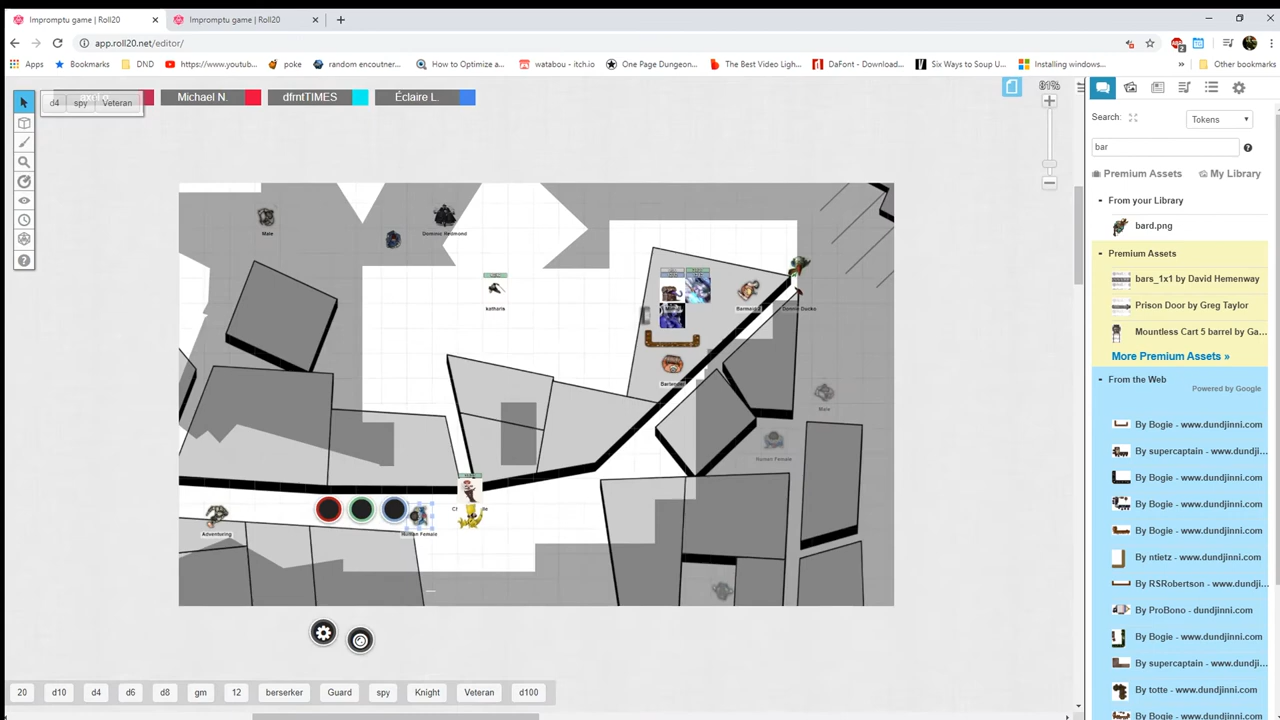 Impromptu game | Roll20
Impromptu game | Roll20
app.roll20.net/editor/
2
Apps
Bookmarks
DND
https://www.youtub...
poke
random encoutner...
How to Optimize a...
watabou - itch.io
One Page Dungeon...
The Best Video Ligh...
DaFont - Download...
Six Ways to Suck U...
Installing windows...
»
Other bookmarks
d4
spy
Veteran
Michael N.
dfrntTIMES
Éclaire L.
81%
Search:
Tokens
bar
Premium Assets
My Library
From your Library
bard.png
Premium Assets
bars_1x1 by David Hemenway
Prison Door by Greg Taylor
Mountless Cart 5 barrel by Ga...
More Premium Assets »
From the Web
Powered by Google
By Bogie - www.dundjinni.com
By supercaptain - www.dundji...
By Bogie - www.dundjinni.com
By Bogie - www.dundjinni.com
By Bogie - www.dundjinni.com
By ntietz - www.dundjinni.com
By RSRobertson - www.dundji...
By ProBono - dundjinni.com
By Bogie - www.dundjinni.com
By supercaptain - www.dundji...
By totte - www.dundjinni.com
By Bogie - www.dundjinni.com
Male
Dominic Redmond
katharis
Bartender
Male
Human Female
Adventuring
Human Female
20
d10
d4
d6
d8
gm
12
berserker
Guard
spy
Knight
Veteran
d100